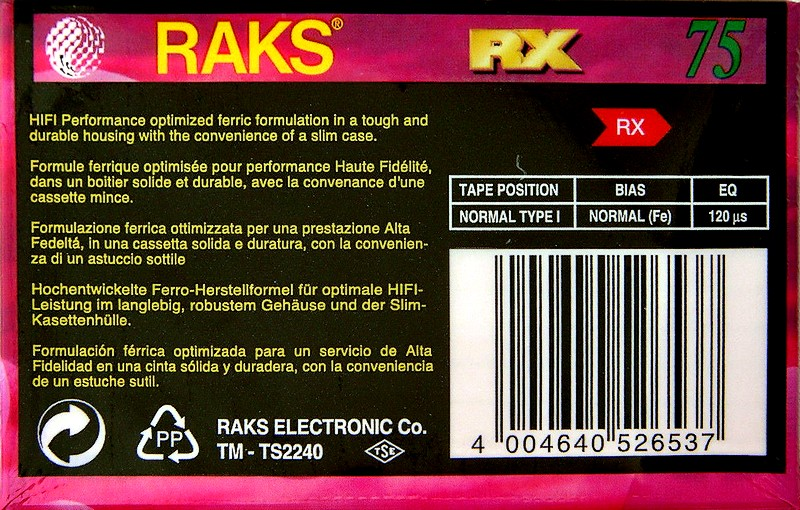 RAKS® RX 75
HIFI Performance optimized ferric formulation in a tough and
durable housing with the convenience of a slim case.
Formule ferrique optimisée pour performance Haute Fidélité,
dans un boîtier solide et durable, avec la convenance d'une
cassette mince.
Formulazione ferrica ottimizzata per una prestazione Alta
Fedeltá, in una cassetta solida e duratura, con la convenien-
za di un astuccio sottile
Hochentwickelte Ferro-Herstellformel für optimale HIFI-
Leistung im langlebig, robustem Gehäuse und der Slim-
Kasettenhülle.
Formulación férrica optimizada para un servicio de Alta
Fidelidad en una cinta sólida y duradera, con la conveniencia
de un estuche sutil.
PP
RAKS ELECTRONIC Co.
TM - TS2240
TSE
RX
TAPE POSITION BIAS EQ
NORMAL TYPE I NORMAL (Fe) 120 µs
4 004640 526537